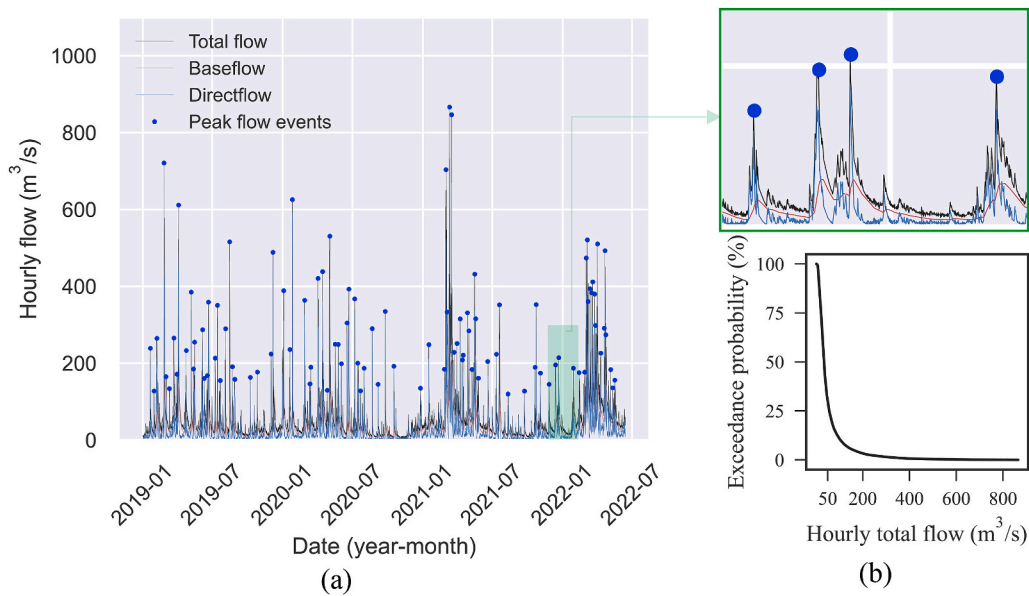 1000
800
600
400
200
0
Hourly flow (m³/s)
Total flow
Baseflow
Directflow
Peak flow events
2019-01
2019-07
2020-01
2020-07
2021-01
2021-07
2022-01
2022-07
Date (year-month)
(a)
Exceedance probability (%)
100
75
50
25
0
50 200 400 600 800
Hourly total flow (m³/s)
(b)